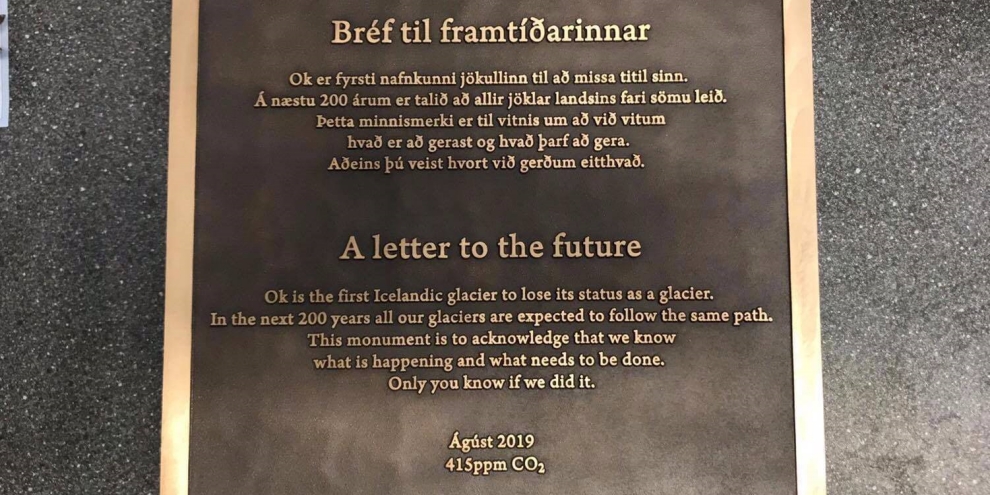 Bréf til framtíðarinnar
Ok er fyrsti nafnkunni jökullinn til að missa titil sinn.
Á næstu 200 árum er talið að allir jöklar landsins fari sömu leið.
Þetta minnismerki er til vitnis um að við vitum
hvað er að gerast og hvað þarf að gera.
Aðeins þú veist hvort við gerðum eitthvað.
A letter to the future
Ok is the first Icelandic glacier to lose its status as a glacier.
In the next 200 years all our glaciers are expected to follow the same path.
This monument is to acknowledge that we know
what is happening and what needs to be done.
Only you know if we did it.
Ágúst 2019
415ppm CO₂